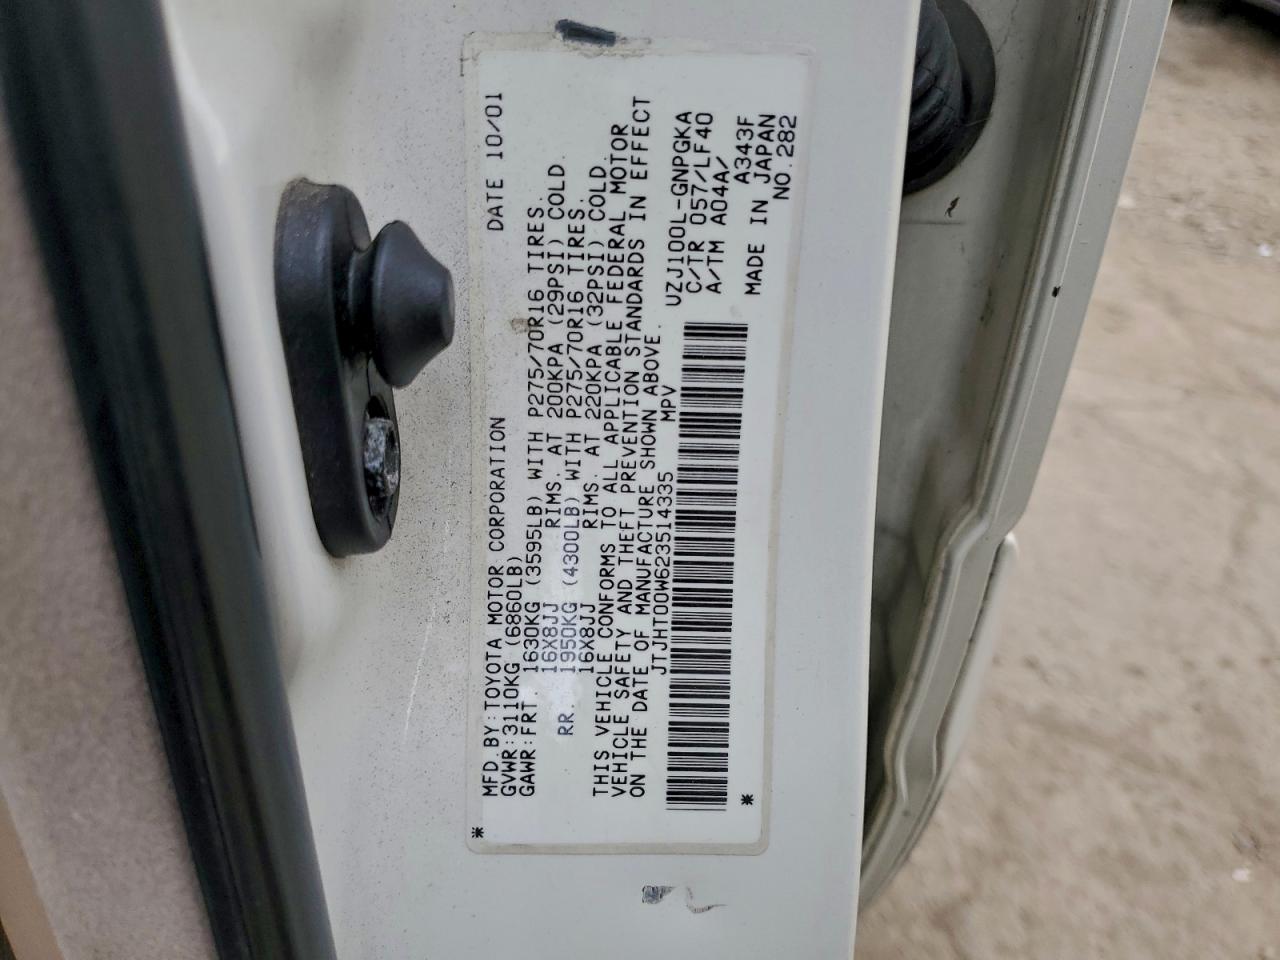 MFD.BY:TOYOTA MOTOR CORPORATION DATE 10/01
GVWR:3110KG (6860LB)
GAWR:FRT. 1630KG (3595LB) WITH P275/70R16 TIRES.
16X8JJ RIMS. AT 200KPA (29PSI) COLD.
RR. 1950KG (4300LB) WITH P275/70R16 TIRES.
16X8JJ RIMS. AT 220KPA (32PSI) COLD.
THIS VEHICLE CONFORMS TO ALL APPLICABLE FEDERAL MOTOR
VEHICLE SAFETY AND THEFT PREVENTION STANDARDS IN EFFECT
ON THE DATE OF MANUFACTURE SHOWN ABOVE.
JTJHT00W623514335 MPV
UZJ100L-GNPGKA
C/TR 057/LF40
A/TM A04A/ A343F
MADE IN JAPAN
NO.282